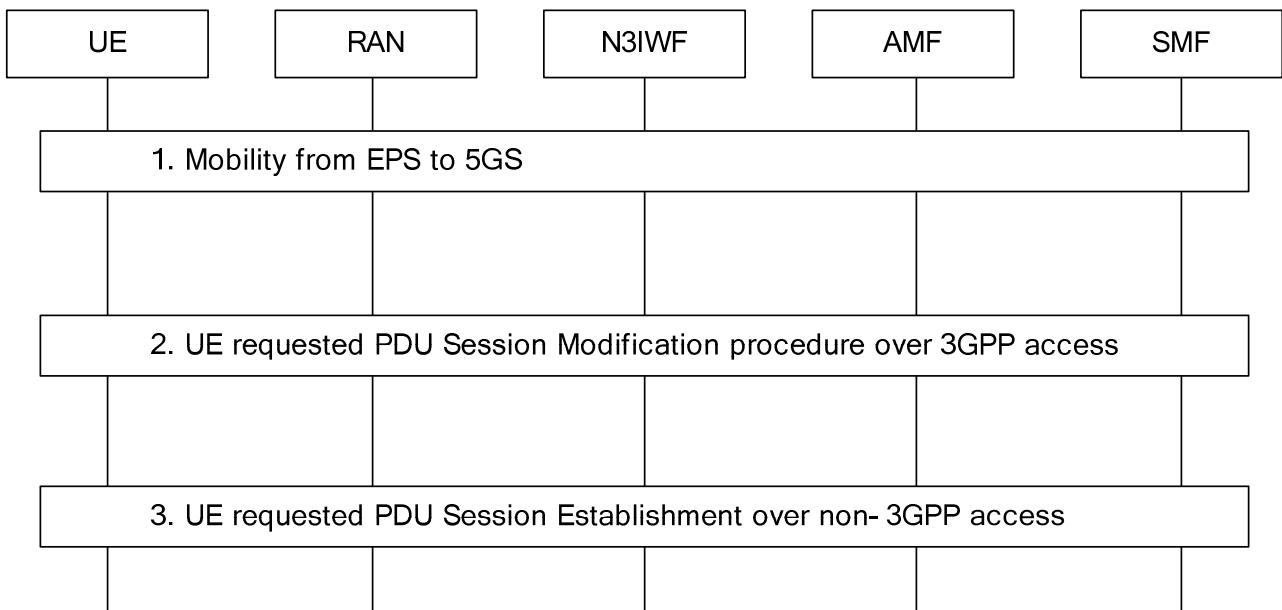 UE
RAN
N3IWF
AMF
SMF
1. Mobility from EPS to 5GS
2. UE requested PDU Session Modification procedure over 3GPP access
3. UE requested PDU Session Establishment over non- 3GPP access